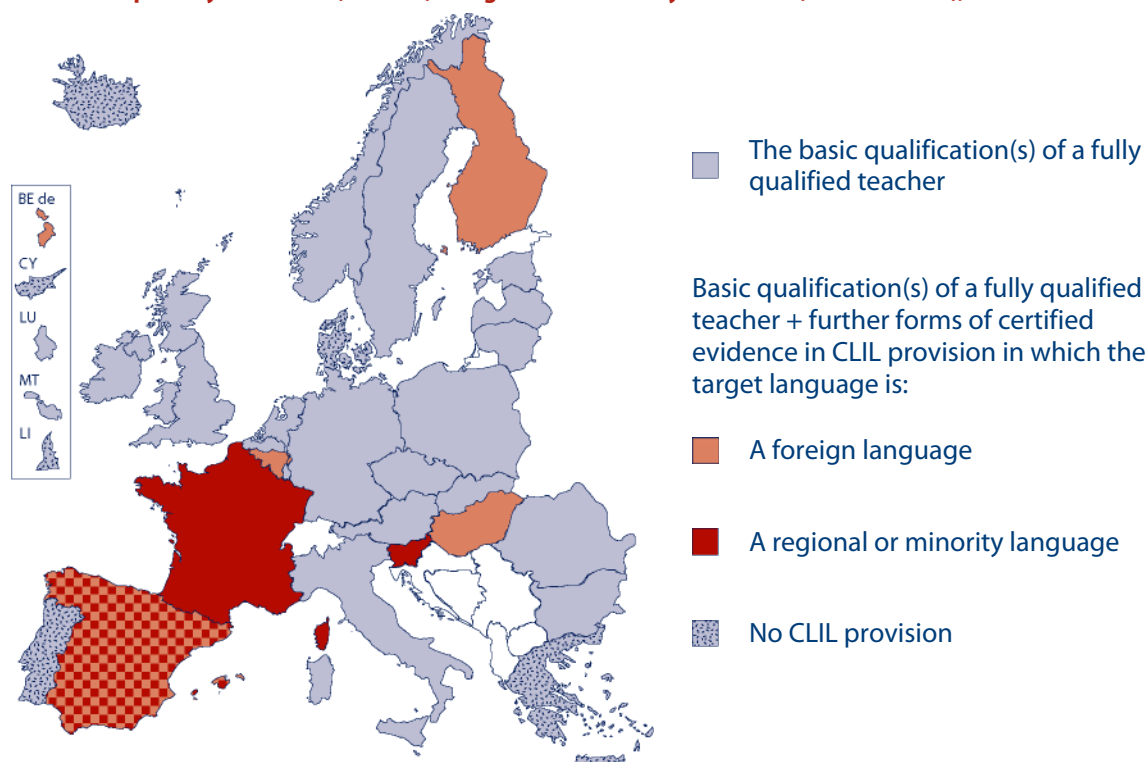 BE de
CY
LU
MT
LI
The basic qualification(s) of a fully
qualified teacher
Basic qualification(s) of a fully qualified
teacher + further forms of certified
evidence in CLIL provision in which the
target language is:
A foreign language
A regional or minority language
No CLIL provision